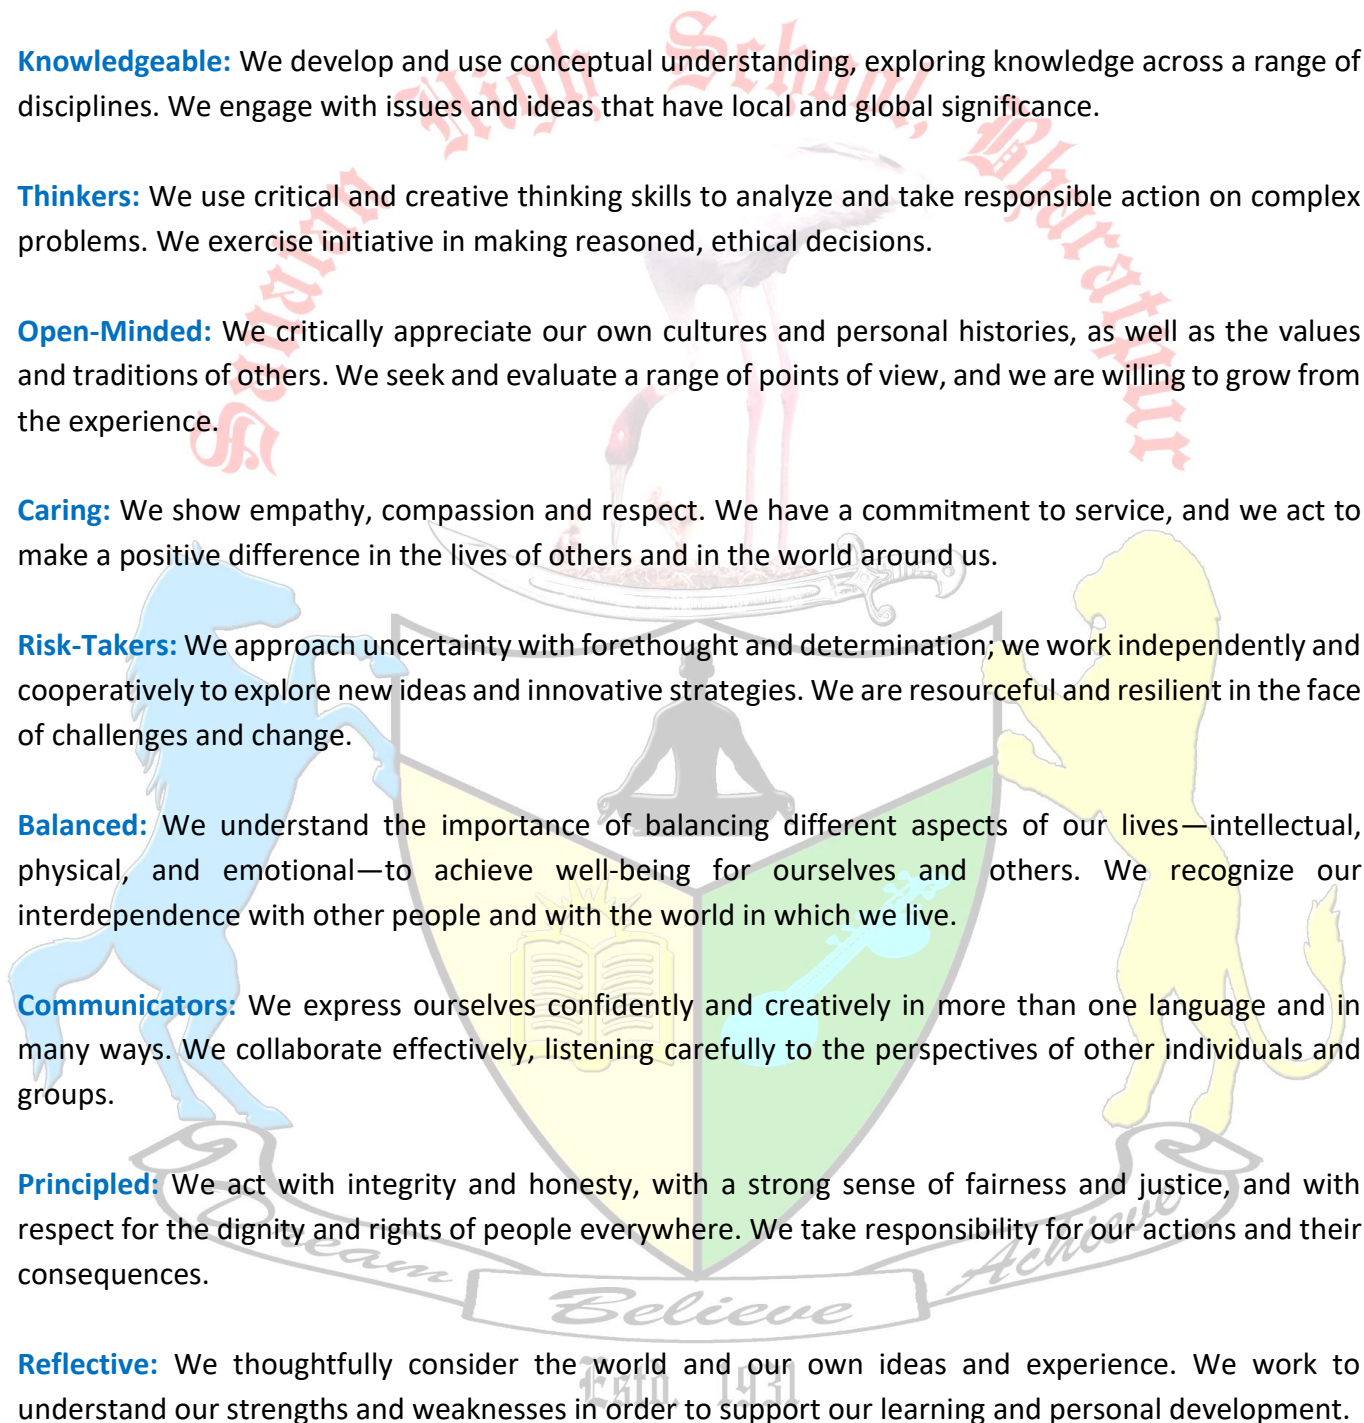 Knowledgeable: We develop and use conceptual understanding, exploring knowledge across a range of
disciplines. We engage with issues and ideas that have local and global significance.
Thinkers: We use critical and creative thinking skills to analyze and take responsible action on complex
problems. We exercise initiative in making reasoned, ethical decisions.
Open-Minded: We critically appreciate our own cultures and personal histories, as well as the values
and traditions of others. We seek and evaluate a range of points of view, and we are willing to grow from
the experience.
Caring: We show empathy, compassion and respect. We have a commitment to service, and we act to
make a positive difference in the lives of others and in the world around us.
Risk-Takers: We approach uncertainty with forethought and determination; we work independently and
cooperatively to explore new ideas and innovative strategies. We are resourceful and resilient in the face
of challenges and change.
Balanced: We understand the importance of balancing different aspects of our lives—intellectual,
physical, and emotional—to achieve well-being for ourselves and others. We recognize our
interdependence with other people and with the world in which we live.
Communicators: We express ourselves confidently and creatively in more than one language and in
many ways. We collaborate effectively, listening carefully to the perspectives of other individuals and
groups.
Principled: We act with integrity and honesty, with a strong sense of fairness and justice, and with
respect for the dignity and rights of people everywhere. We take responsibility for our actions and their
consequences.
Reflective: We thoughtfully consider the world and our own ideas and experience. We work to
understand our strengths and weaknesses in order to support our learning and personal development.
High School, Bharatpur
Dream Believe Achieve
Estd. 1931